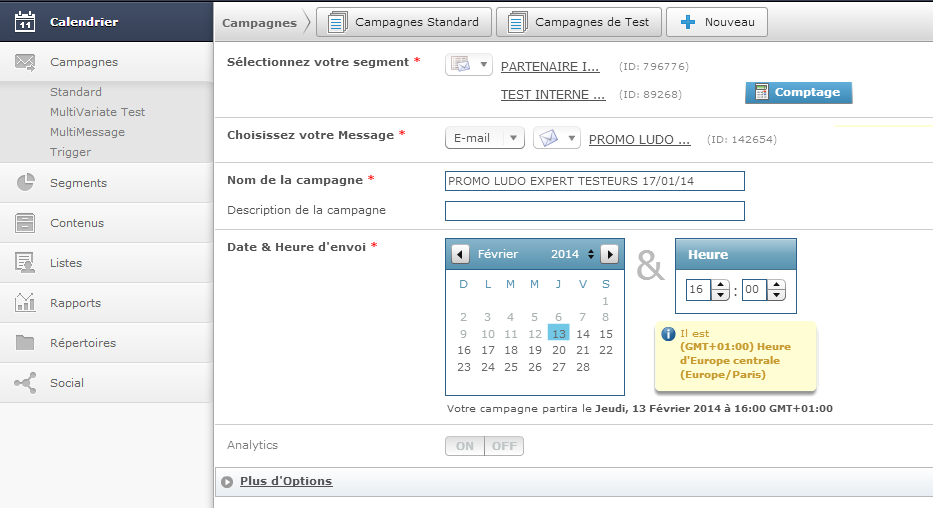 11 Calendrier
Campagnes
Standard
MultiVariate Test
MultiMessage
Trigger
Segments
Contenus
Listes
Rapports
Répertoires
Social
Campagnes Campagnes Standard Campagnes de Test Nouveau
Sélectionnez votre segment * PARTENAIRE I... (ID: 796776)
TEST INTERNE ... (ID: 89268) Comptage
Choisissez votre Message * E-mail PROMO LUDO ... (ID: 142654)
Nom de la campagne * PROMO LUDO EXPERT TESTEURS 17/01/14
Description de la campagne
Date & Heure d'envoi *
Février 2014
D L M M J V S
1
2 3 4 5 6 7 8
9 10 11 12 13 14 15
16 17 18 19 20 21 22
23 24 25 26 27 28
&
Heure
16 : 00
Il est
(GMT+01:00) Heure
d'Europe centrale
(Europe/Paris)
Votre campagne partira le Jeudi, 13 Février 2014 à 16:00 GMT+01:00
Analytics ON OFF
Plus d'Options